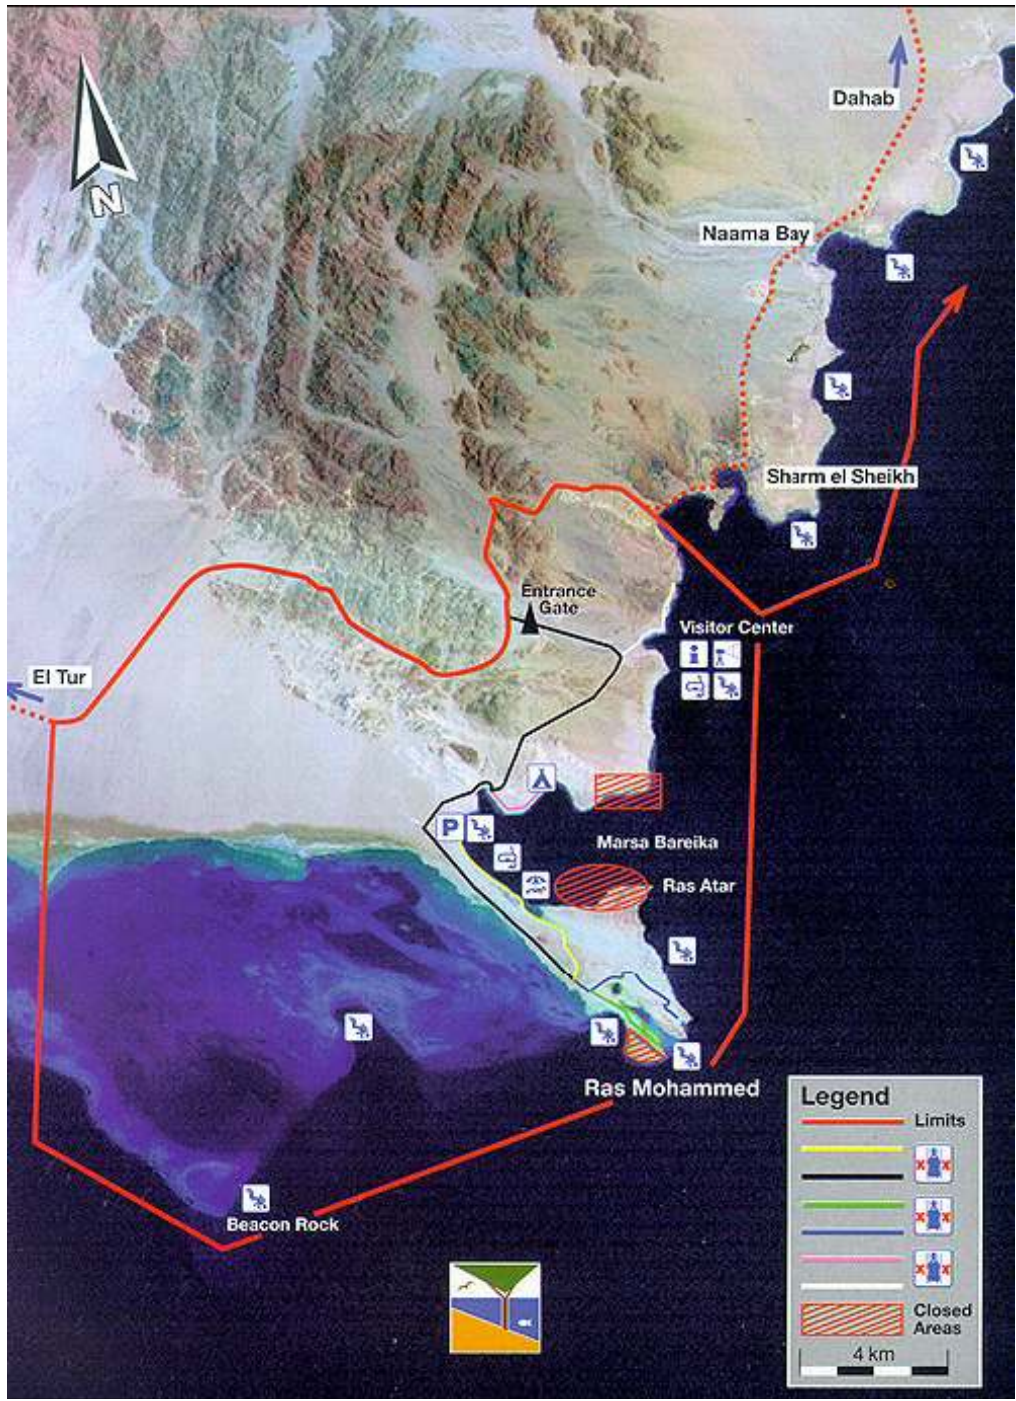 Dahab
N
Naama Bay
Sharm el Sheikh
Entrance
Gate
Visitor Center
El Tur
P
Marsa Bareika
Ras Atar
Ras Mohammed
Beacon Rock
Legend
Limits
Closed
Areas
4 km